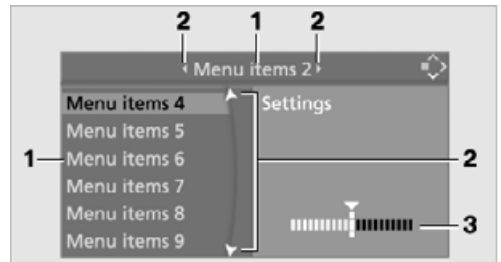 2 1 2
Menu items 2
Menu items 4 Settings
Menu items 5
1 Menu items 6 2
Menu items 7
Menu items 8
3
Menu items 9